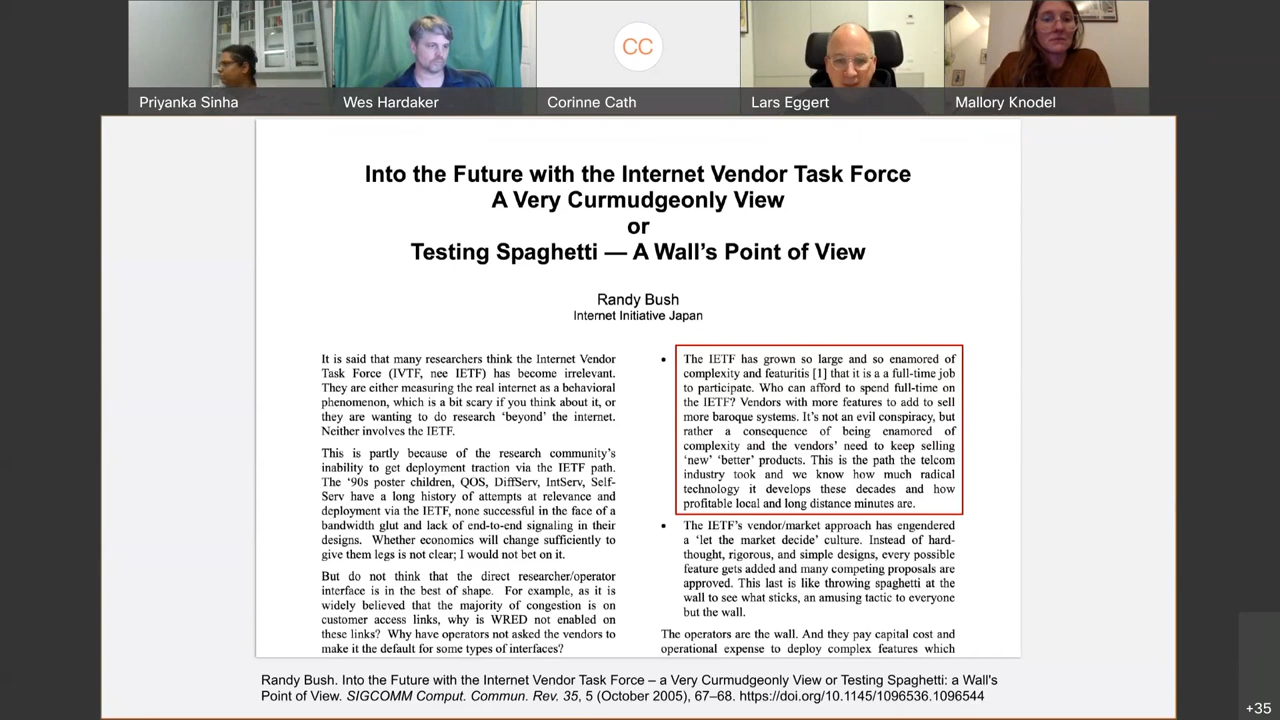 Priyanka Sinha
Wes Hardaker
CC
Corinne Cath
Lars Eggert
Mallory Knodel
Into the Future with the Internet Vendor Task Force
A Very Curmudgeonly View
or
Testing Spaghetti — A Wall's Point of View
Randy Bush
Internet Initiative Japan
It is said that many researchers think the Internet Vendor
Task Force (IVTF, nee IETF) has become irrelevant.
They are either measuring the real internet as a behavioral
phenomenon, which is a bit scary if you think about it, or
they are wanting to do research 'beyond' the internet.
Neither involves the IETF.
This is partly because of the research community's
inability to get deployment traction via the IETF path.
The '90s poster children, QOS, DiffServ, IntServ, Self-
Serv have a long history of attempts at relevance and
deployment via the IETF, none successful in the face of a
bandwidth glut and lack of end-to-end signaling in their
designs. Whether economics will change sufficiently to
give them legs is not clear; I would not bet on it.
But do not think that the direct researcher/operator
interface is in the best of shape. For example, as it is
widely believed that the majority of congestion is on
customer access links, why is WRED not enabled on
these links? Why have operators not asked the vendors to
make it the default for some types of interfaces?
• The IETF has grown so large and so enamored of
complexity and featuritis [1] that it is a a full-time job
to participate. Who can afford to spend full-time on
the IETF? Vendors with more features to add to sell
more baroque systems. It's not an evil conspiracy, but
rather a consequence of being enamored of
complexity and the vendors' need to keep selling
'new' 'better' products. This is the path the telcom
industry took and we know how much radical
technology it develops these decades and how
profitable local and long distance minutes are.
• The IETF's vendor/market approach has engendered
a 'let the market decide' culture. Instead of hard-
thought, rigorous, and simple designs, every possible
feature gets added and many competing proposals are
approved. This last is like throwing spaghetti at the
wall to see what sticks, an amusing tactic to everyone
but the wall.
The operators are the wall. And they pay capital cost and
operational expense to deploy complex features which
Randy Bush. Into the Future with the Internet Vendor Task Force – a Very Curmudgeonly View or Testing Spaghetti: a Wall's
Point of View. SIGCOMM Comput. Commun. Rev. 35, 5 (October 2005), 67–68. https://doi.org/10.1145/1096536.1096544
+35